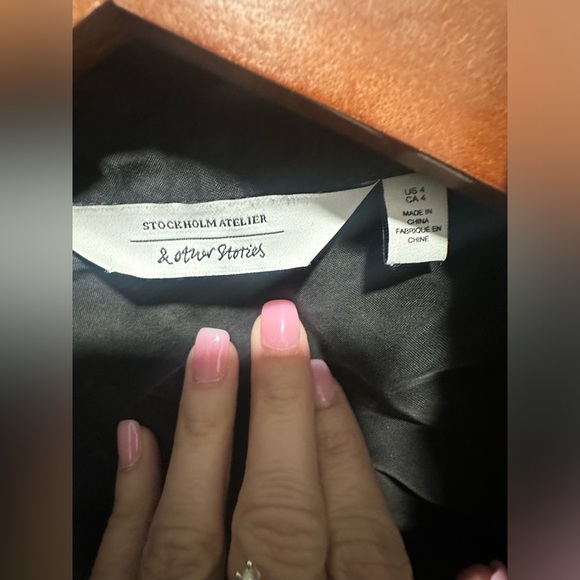 STOCKHOLM ATELIER
& other Stories
US 4
CA 4
MADE IN
CHINA
FABRIQUÉ EN
CHINE